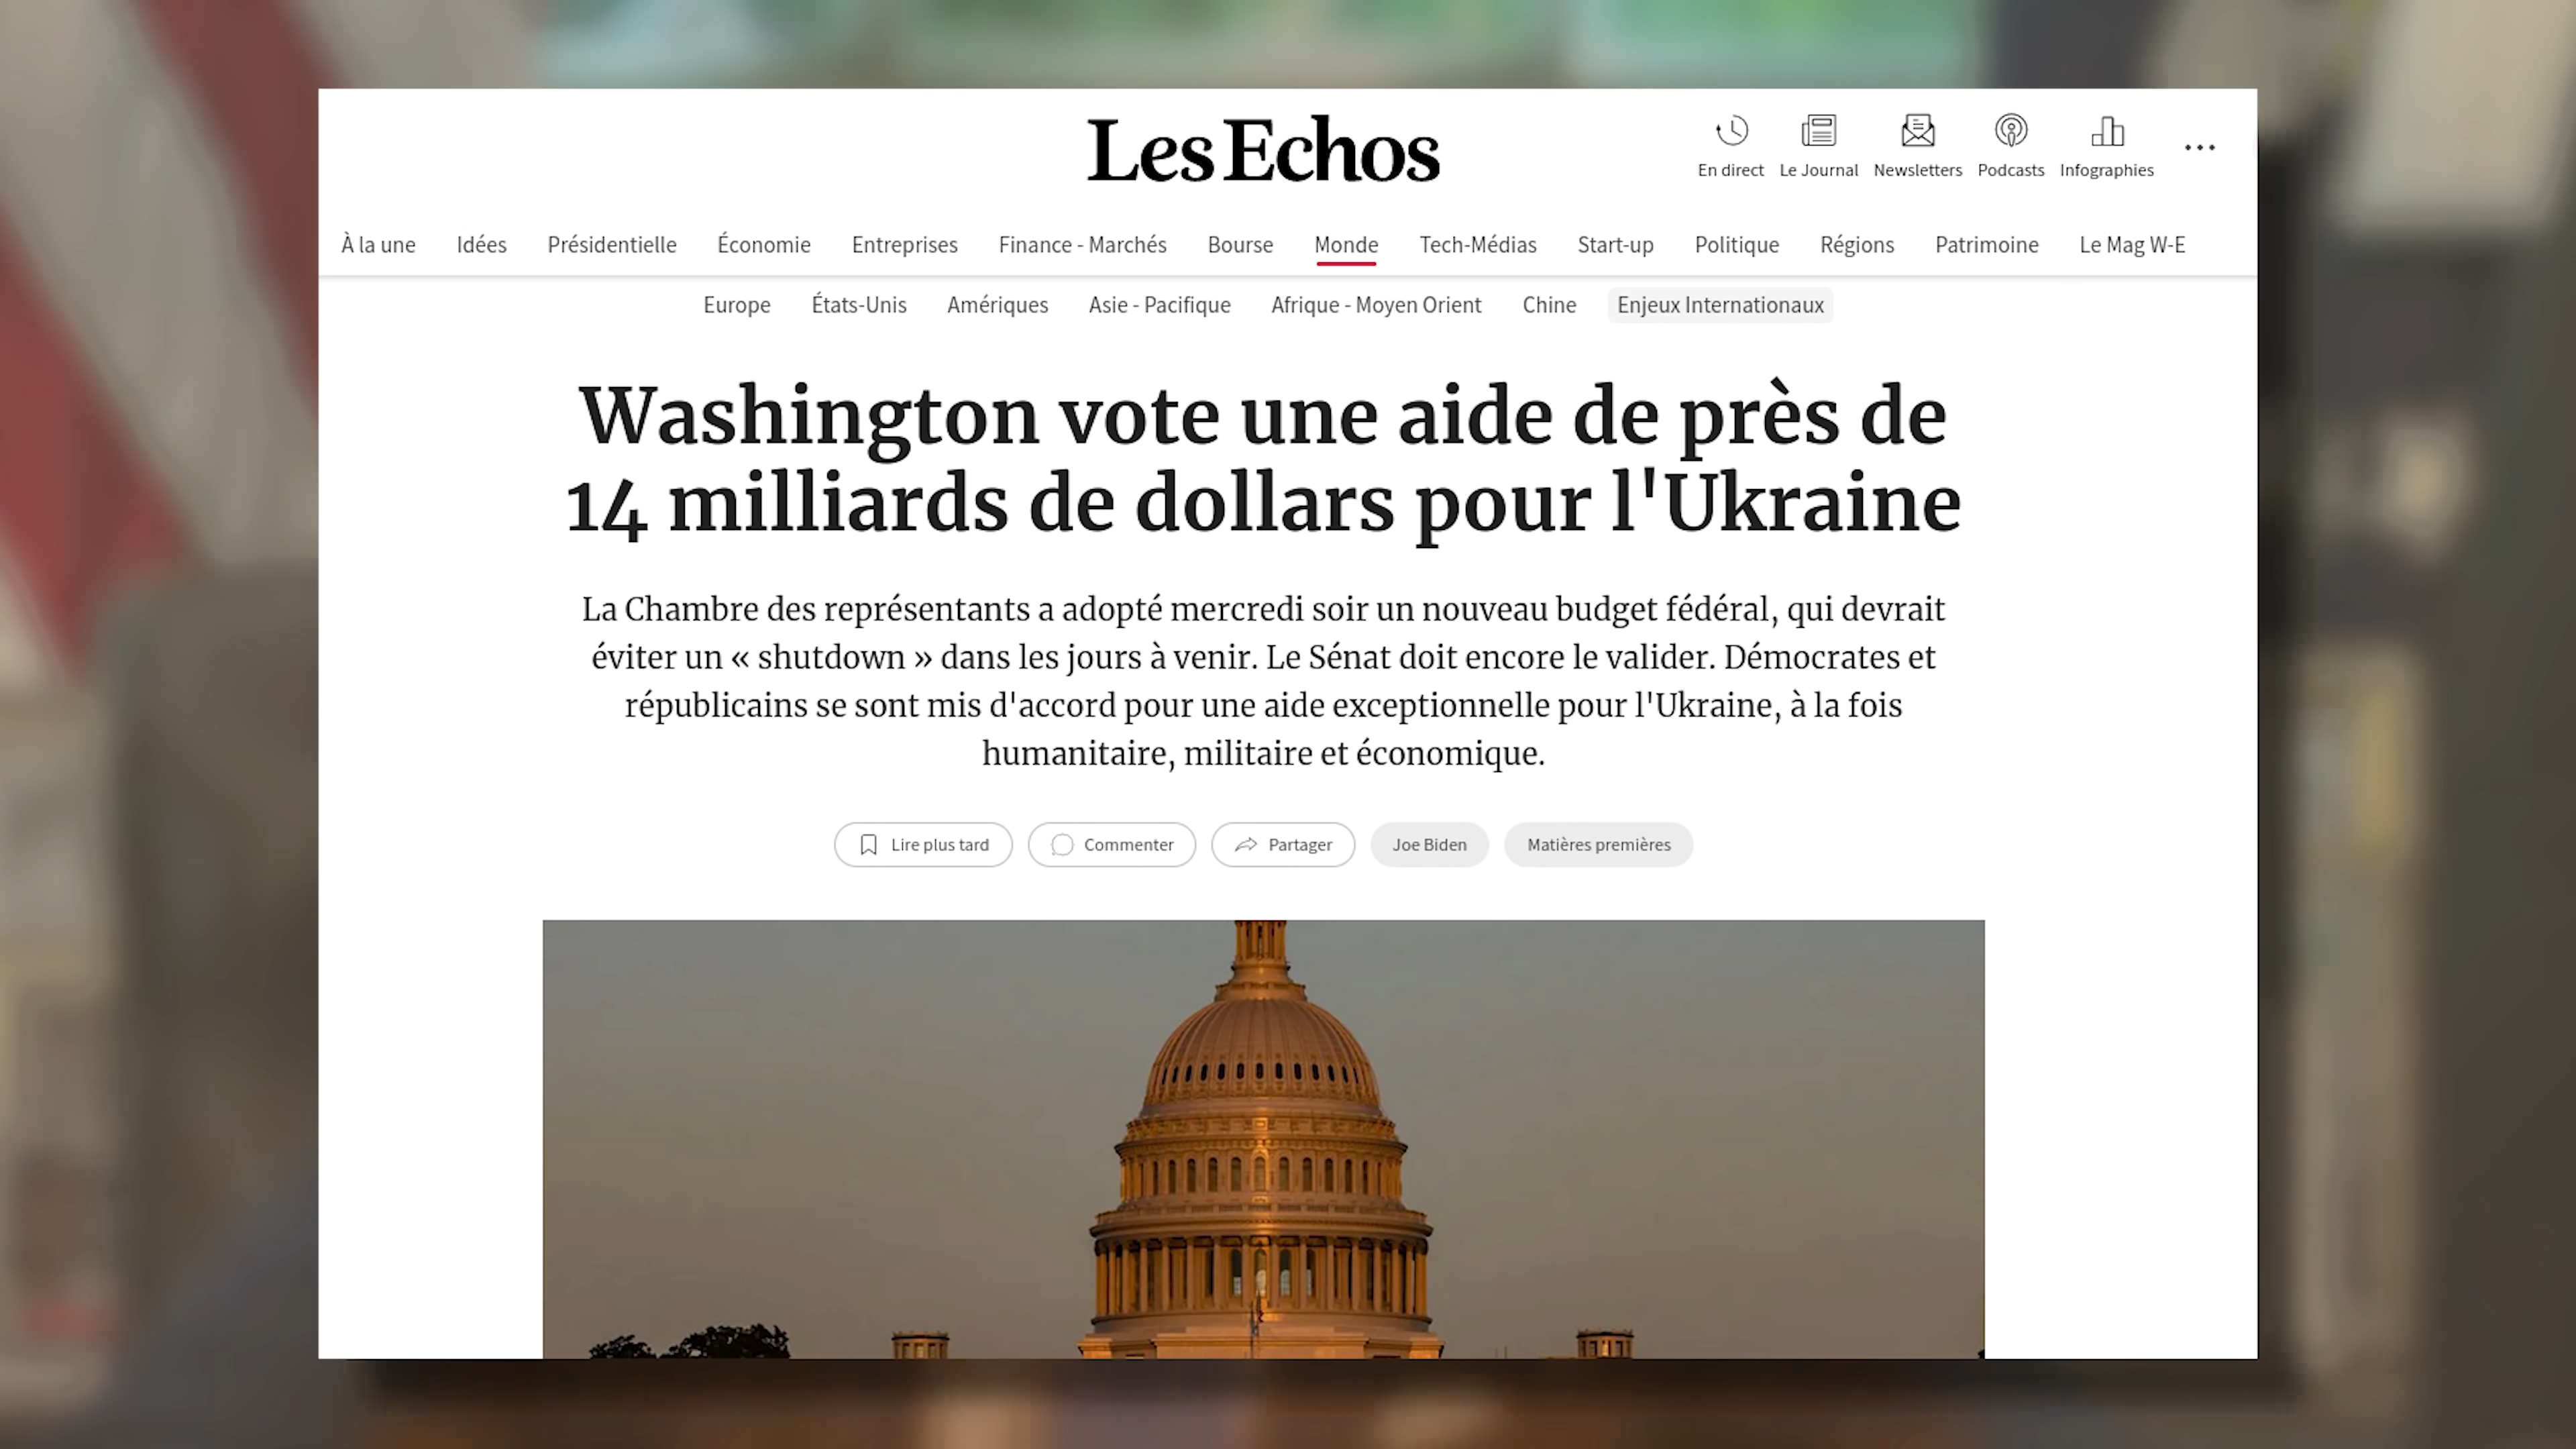 Les Echos
En direct Le Journal Newsletters Podcasts Infographies
À la une Idées Présidentielle Économie Entreprises Finance - Marchés Bourse Monde Tech-Médias Start-up Politique Régions Patrimoine Le Mag W-E
Europe États-Unis Amériques Asie - Pacifique Afrique - Moyen Orient Chine Enjeux Internationaux
Washington vote une aide de près de
14 milliards de dollars pour l'Ukraine
La Chambre des représentants a adopté mercredi soir un nouveau budget fédéral, qui devrait
éviter un « shutdown » dans les jours à venir. Le Sénat doit encore le valider. Démocrates et
républicains se sont mis d'accord pour une aide exceptionnelle pour l'Ukraine, à la fois
humanitaire, militaire et économique.
Lire plus tard Commenter Partager Joe Biden Matières premières